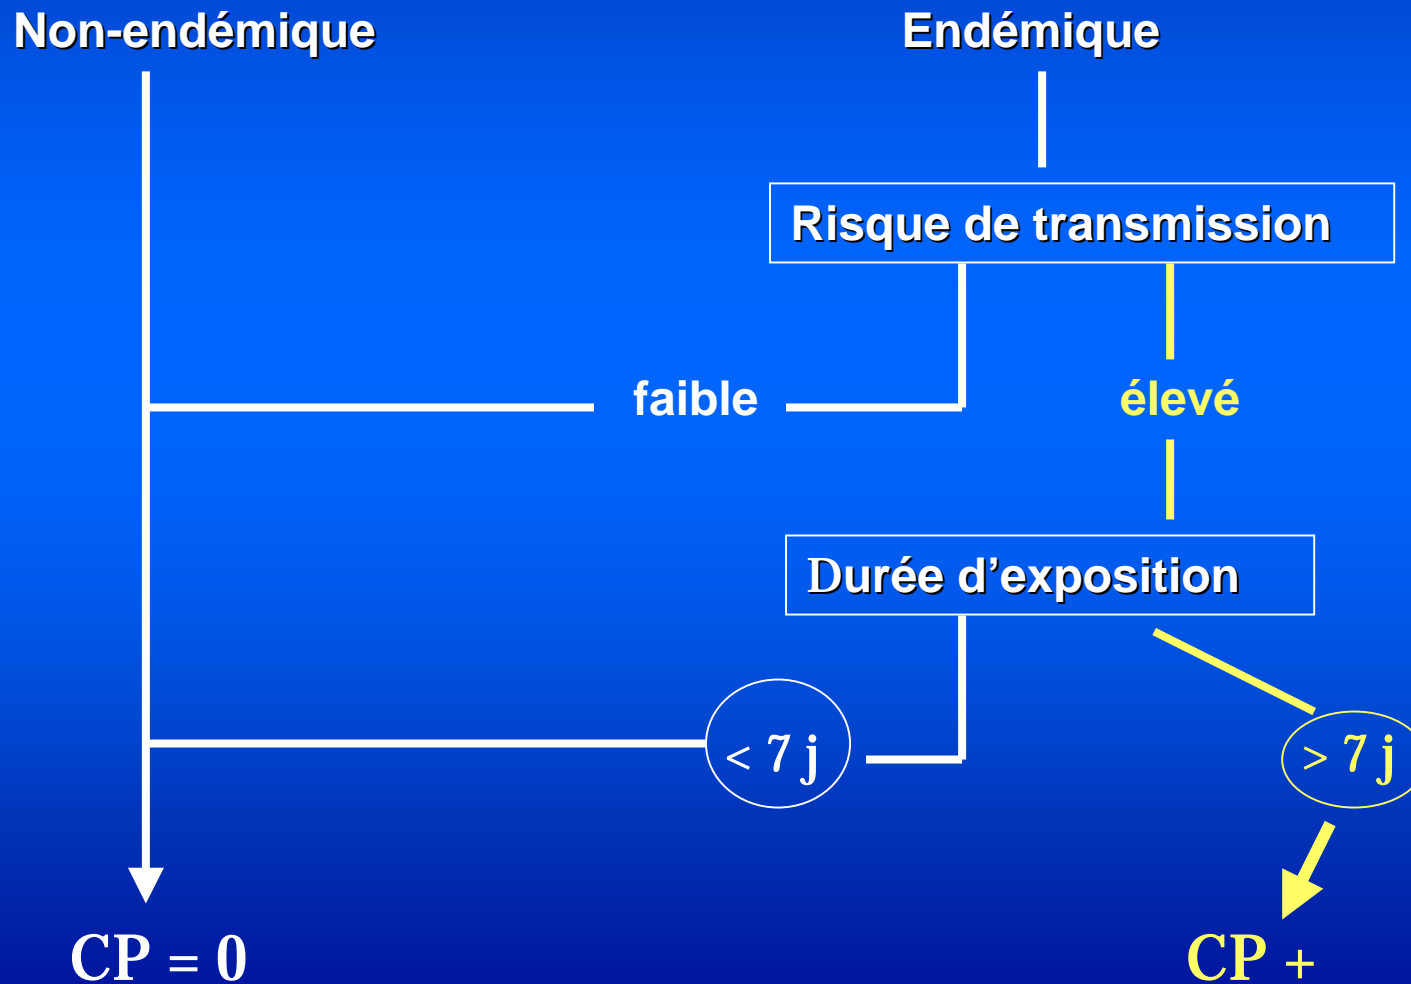 Non-endémique
Endémique
Risque de transmission
faible
élevé
Durée d’exposition
< 7 j
> 7 j
CP = 0
CP +